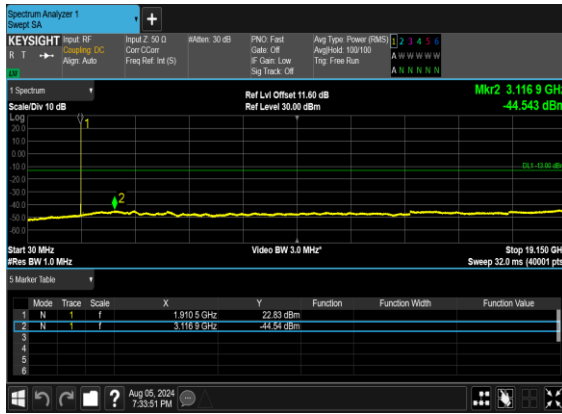 Spectrum Analyzer 1
Swept SA
+
KEYSIGHT Input: RF Input Z: 50 Ω #Atten: 30 dB PNO: Fast Avg Type: Power (RMS) 1 2 3 4 5 6
R T Coupling: DC Corr CCorr Gate: Off Avg|Hold: 100/100 A W W W W W
Align: Auto Freq Ref: Int (S) IF Gain: Low Trig: Free Run
Sig Track: Off A N N N N N
1 Spectrum
Scale/Div 10 dB
Ref Lvl Offset 11.60 dB
Ref Level 30.00 dBm
Mkr2 3.116 9 GHz
-44.543 dBm
Log
20.0
10.0
0.00
-10.0
-20.0
-30.0
-40.0
-50.0
-60.0
1
2
DL1 -13.00 dBm
Start 30 MHz Video BW 3.0 MHz* Stop 19.150 GHz
#Res BW 1.0 MHz Sweep 32.0 ms (40001 pts)
5 Marker Table
Mode Trace Scale X Y Function Function Width Function Value
1 N 1 f 1.910 5 GHz 22.83 dBm
2 N 1 f 3.116 9 GHz -44.54 dBm
3
4
5
6
? Aug 05, 2024
7:33:51 PM